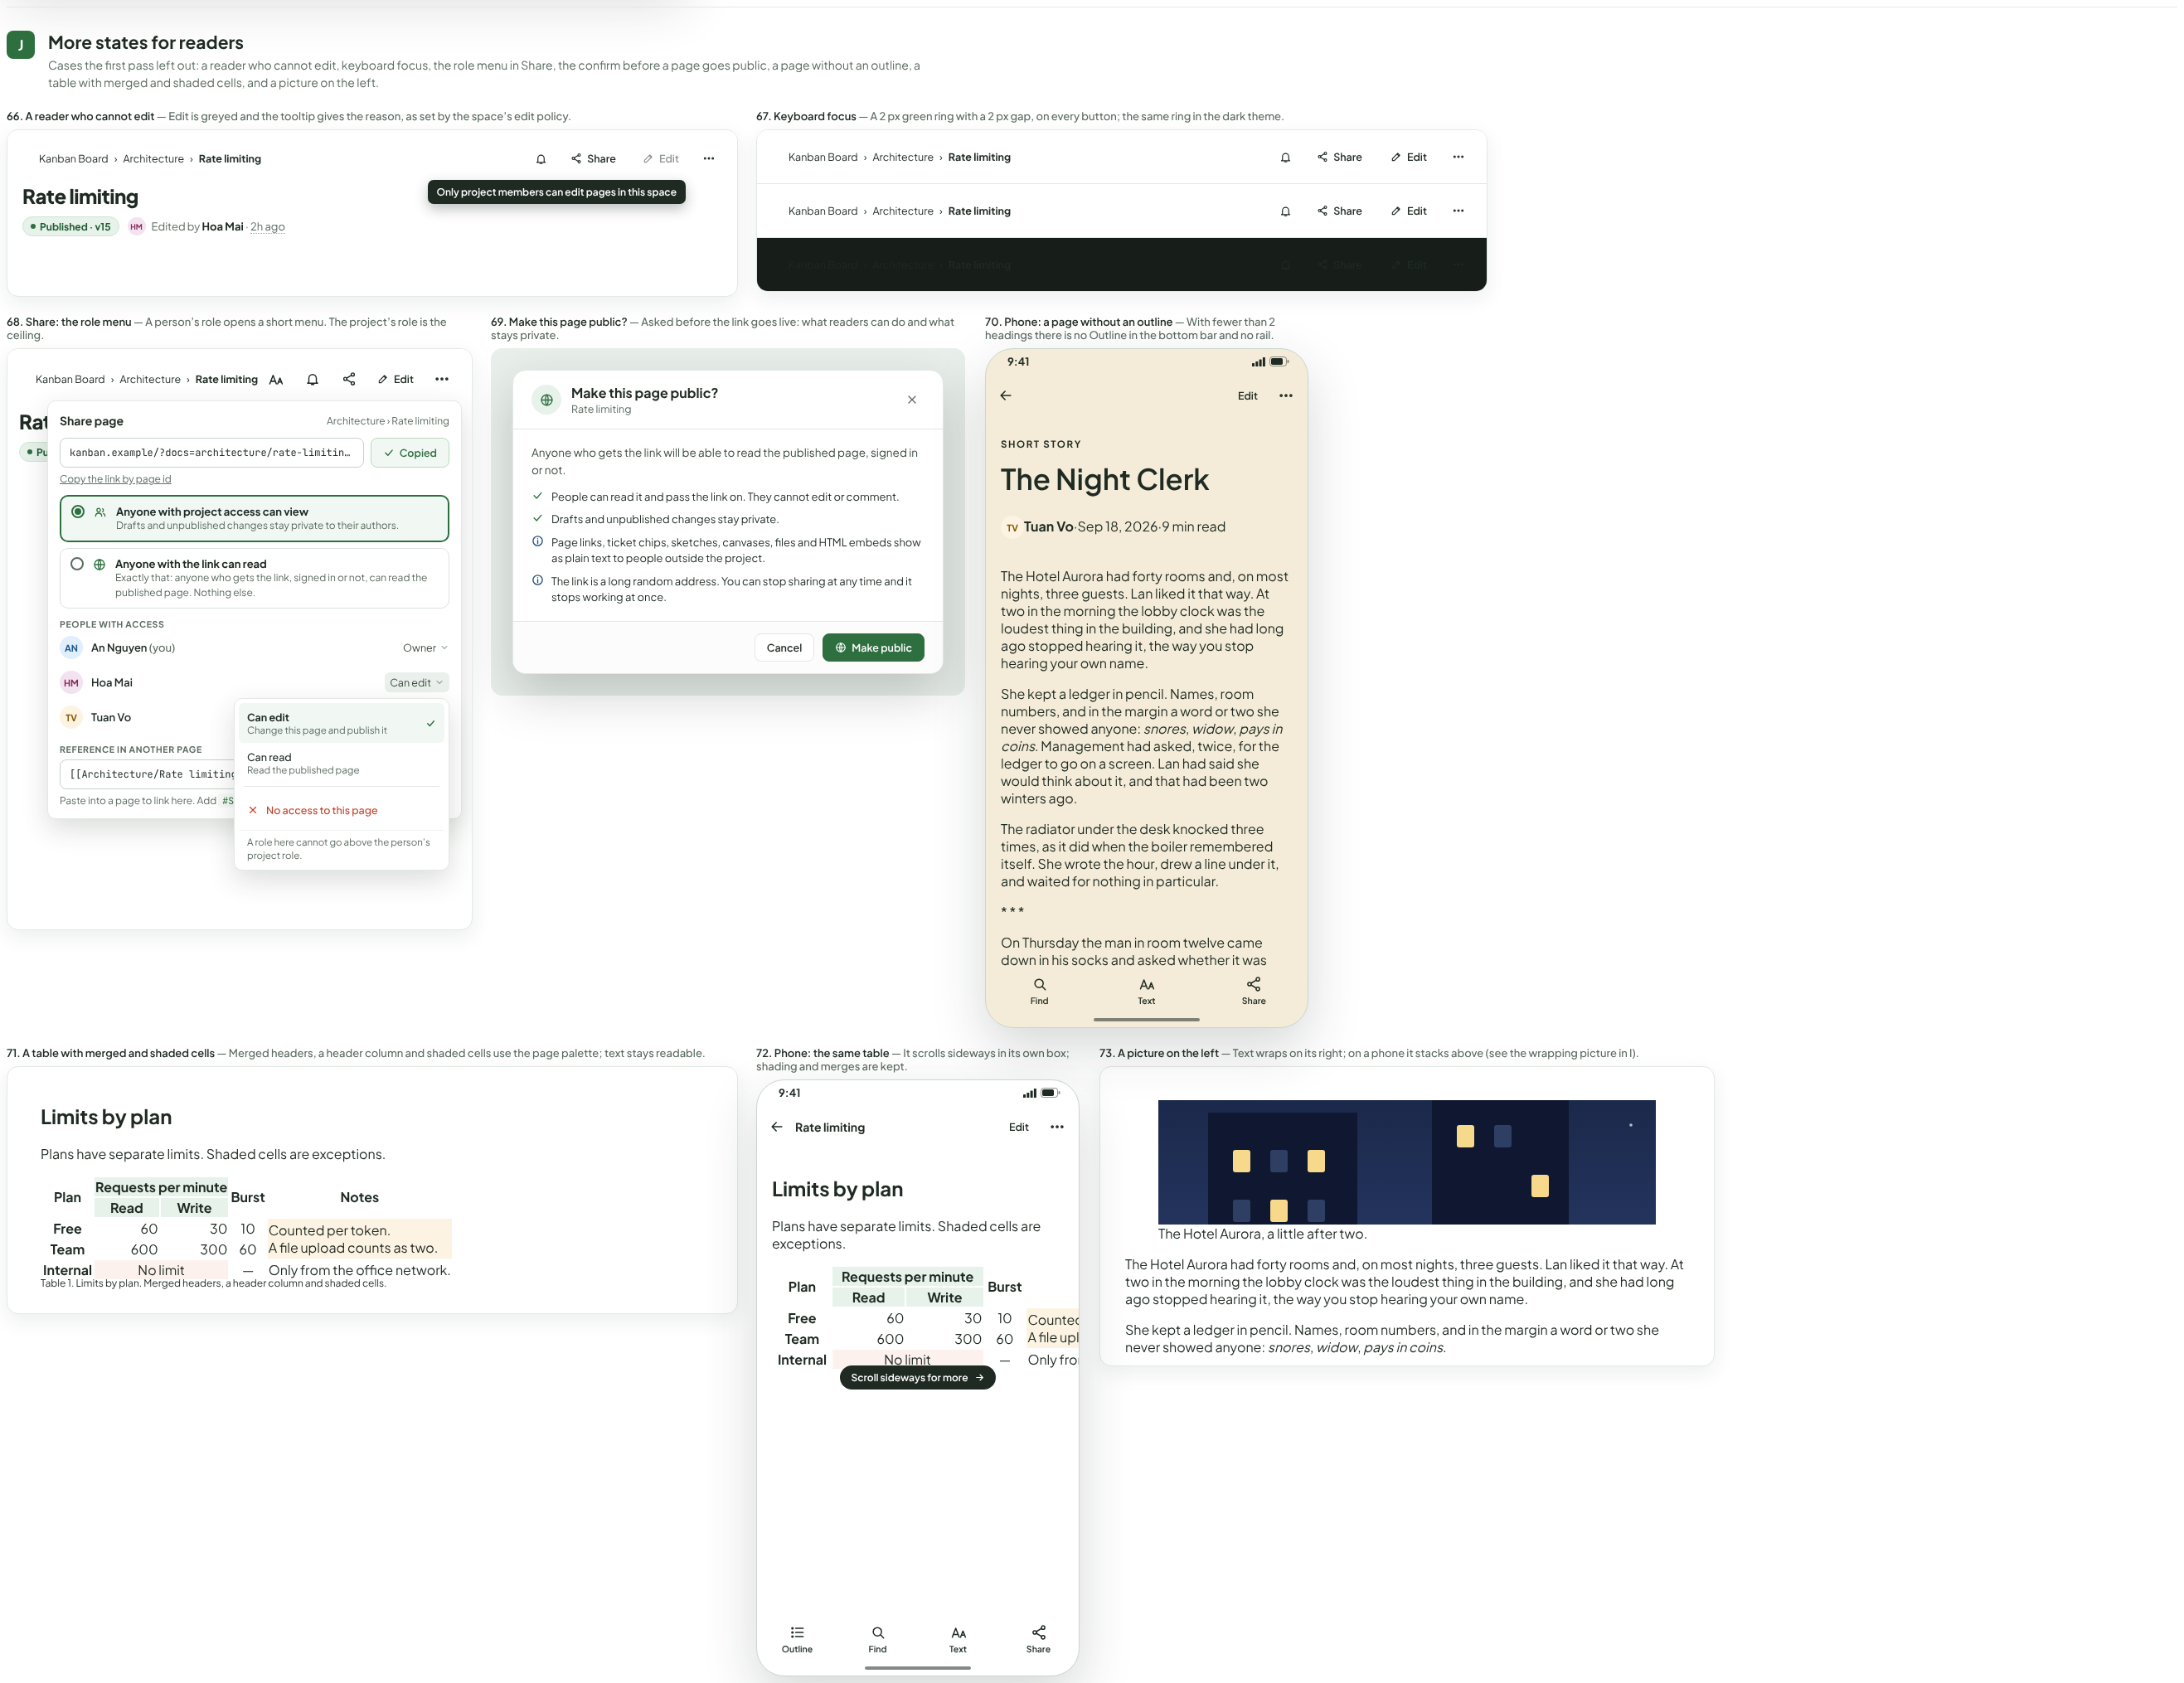 J
More states for readers
Cases the first pass left out: a reader who cannot edit, keyboard focus, the role menu in Share, the confirm before a page goes public, a page without an outline, a
table with merged and shaded cells, and a picture on the left.
66. A reader who cannot edit — Edit is greyed and the tooltip gives the reason, as set by the space's edit policy.
Kanban Board › Architecture › Rate limiting
Share
Edit
Only project members can edit pages in this space
Rate limiting
Published · v15
HM
Edited by Hoa Mai · 2h ago
67. Keyboard focus — A 2 px green ring with a 2 px gap, on every button; the same ring in the dark theme.
Kanban Board › Architecture › Rate limiting
Share
Edit
Kanban Board › Architecture › Rate limiting
Share
Edit
Kanban Board › Architecture › Rate limiting
Share
Edit
68. Share: the role menu — A person's role opens a short menu. The project's role is the
ceiling.
Kanban Board › Architecture › Rate limiting
AA
Edit
Rat
Pu
Share page
Architecture › Rate limiting
kanban.example/?docs=architecture/rate-limitin…
Copied
Copy the link by page id
Anyone with project access can view
Drafts and unpublished changes stay private to their authors.
Anyone with the link can read
Exactly that: anyone who gets the link, signed in or not, can read the
published page. Nothing else.
PEOPLE WITH ACCESS
AN
An Nguyen (you)
Owner
HM
Hoa Mai
Can edit
TV
Tuan Vo
Can edit
Change this page and publish it
Can read
Read the published page
No access to this page
A role here cannot go above the person's
project role.
REFERENCE IN ANOTHER PAGE
[[Architecture/Rate limiting
Paste into a page to link here. Add #S
69. Make this page public? — Asked before the link goes live: what readers can do and what
stays private.
Make this page public?
Rate limiting
Anyone who gets the link will be able to read the published page, signed in
or not.
People can read it and pass the link on. They cannot edit or comment.
Drafts and unpublished changes stay private.
Page links, ticket chips, sketches, canvases, files and HTML embeds show
as plain text to people outside the project.
The link is a long random address. You can stop sharing at any time and it
stops working at once.
Cancel
Make public
70. Phone: a page without an outline — With fewer than 2
headings there is no Outline in the bottom bar and no rail.
9:41
Edit
SHORT STORY
The Night Clerk
TV
Tuan Vo·Sep 18, 2026·9 min read
The Hotel Aurora had forty rooms and, on most
nights, three guests. Lan liked it that way. At
two in the morning the lobby clock was the
loudest thing in the building, and she had long
ago stopped hearing it, the way you stop
hearing your own name.
She kept a ledger in pencil. Names, room
numbers, and in the margin a word or two she
never showed anyone: snores, widow, pays in
coins. Management had asked, twice, for the
ledger to go on a screen. Lan had said she
would think about it, and that had been two
winters ago.
The radiator under the desk knocked three
times, as it did when the boiler remembered
itself. She wrote the hour, drew a line under it,
and waited for nothing in particular.
* * *
On Thursday the man in room twelve came
down in his socks and asked whether it was
Find
AA
Text
Share
71. A table with merged and shaded cells — Merged headers, a header column and shaded cells use the page palette; text stays readable.
Limits by plan
Plans have separate limits. Shaded cells are exceptions.
Plan Requests per minute Burst Notes
Read Write
Free 60 30 10 Counted per token.
Team 600 300 60 A file upload counts as two.
Internal No limit — Only from the office network.
Table 1. Limits by plan. Merged headers, a header column and shaded cells.
72. Phone: the same table — It scrolls sideways in its own box;
shading and merges are kept.
9:41
Rate limiting
Edit
Limits by plan
Plans have separate limits. Shaded cells are
exceptions.
Plan Requests per minute Burst
Read Write
Free 60 30 10 Counted
Team 600 300 60 A file upl
Internal No limit — Only fro
Scroll sideways for more →
Outline
Find
AA
Text
Share
73. A picture on the left — Text wraps on its right; on a phone it stacks above (see the wrapping picture in I).
The Hotel Aurora, a little after two.
The Hotel Aurora had forty rooms and, on most nights, three guests. Lan liked it that way. At
two in the morning the lobby clock was the loudest thing in the building, and she had long
ago stopped hearing it, the way you stop hearing your own name.
She kept a ledger in pencil. Names, room numbers, and in the margin a word or two she
never showed anyone: snores, widow, pays in coins.